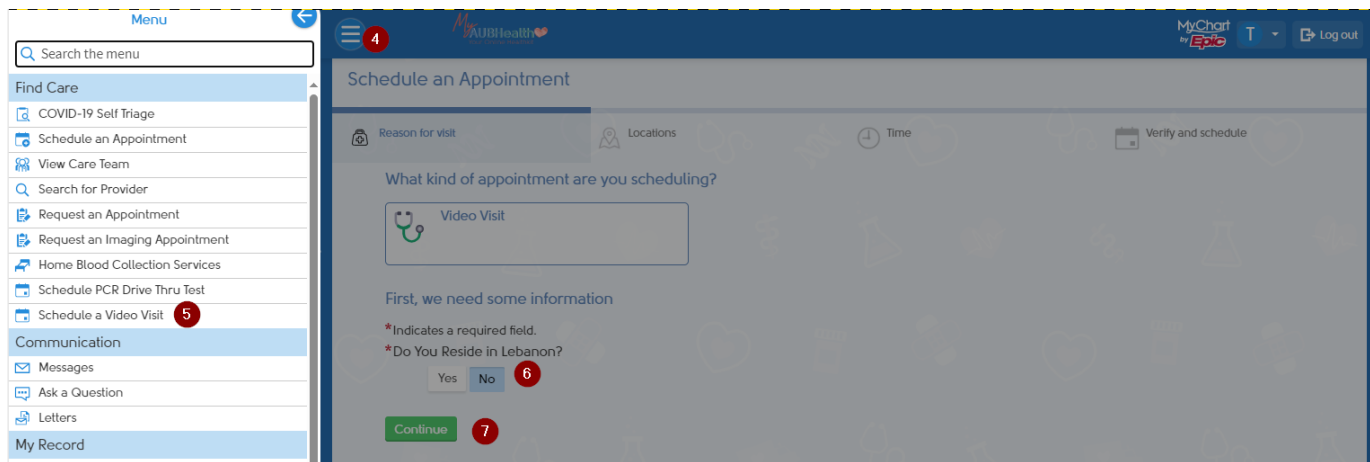 Menu
Search the menu
Find Care
COVID-19 Self Triage
Schedule an Appointment
View Care Team
Search for Provider
Request an Appointment
Request an Imaging Appointment
Home Blood Collection Services
Schedule PCR Drive Thru Test
Schedule a Video Visit 5
Communication
Messages
Ask a Question
Letters
My Record
4
My AUBHealth
MyChart
by Epic
T
Log out
Schedule an Appointment
Reason for visit
Locations
Time
Verify and schedule
What kind of appointment are you scheduling?
Video Visit
First, we need some information
*Indicates a required field.
*Do You Reside in Lebanon?
Yes No 6
Continue 7